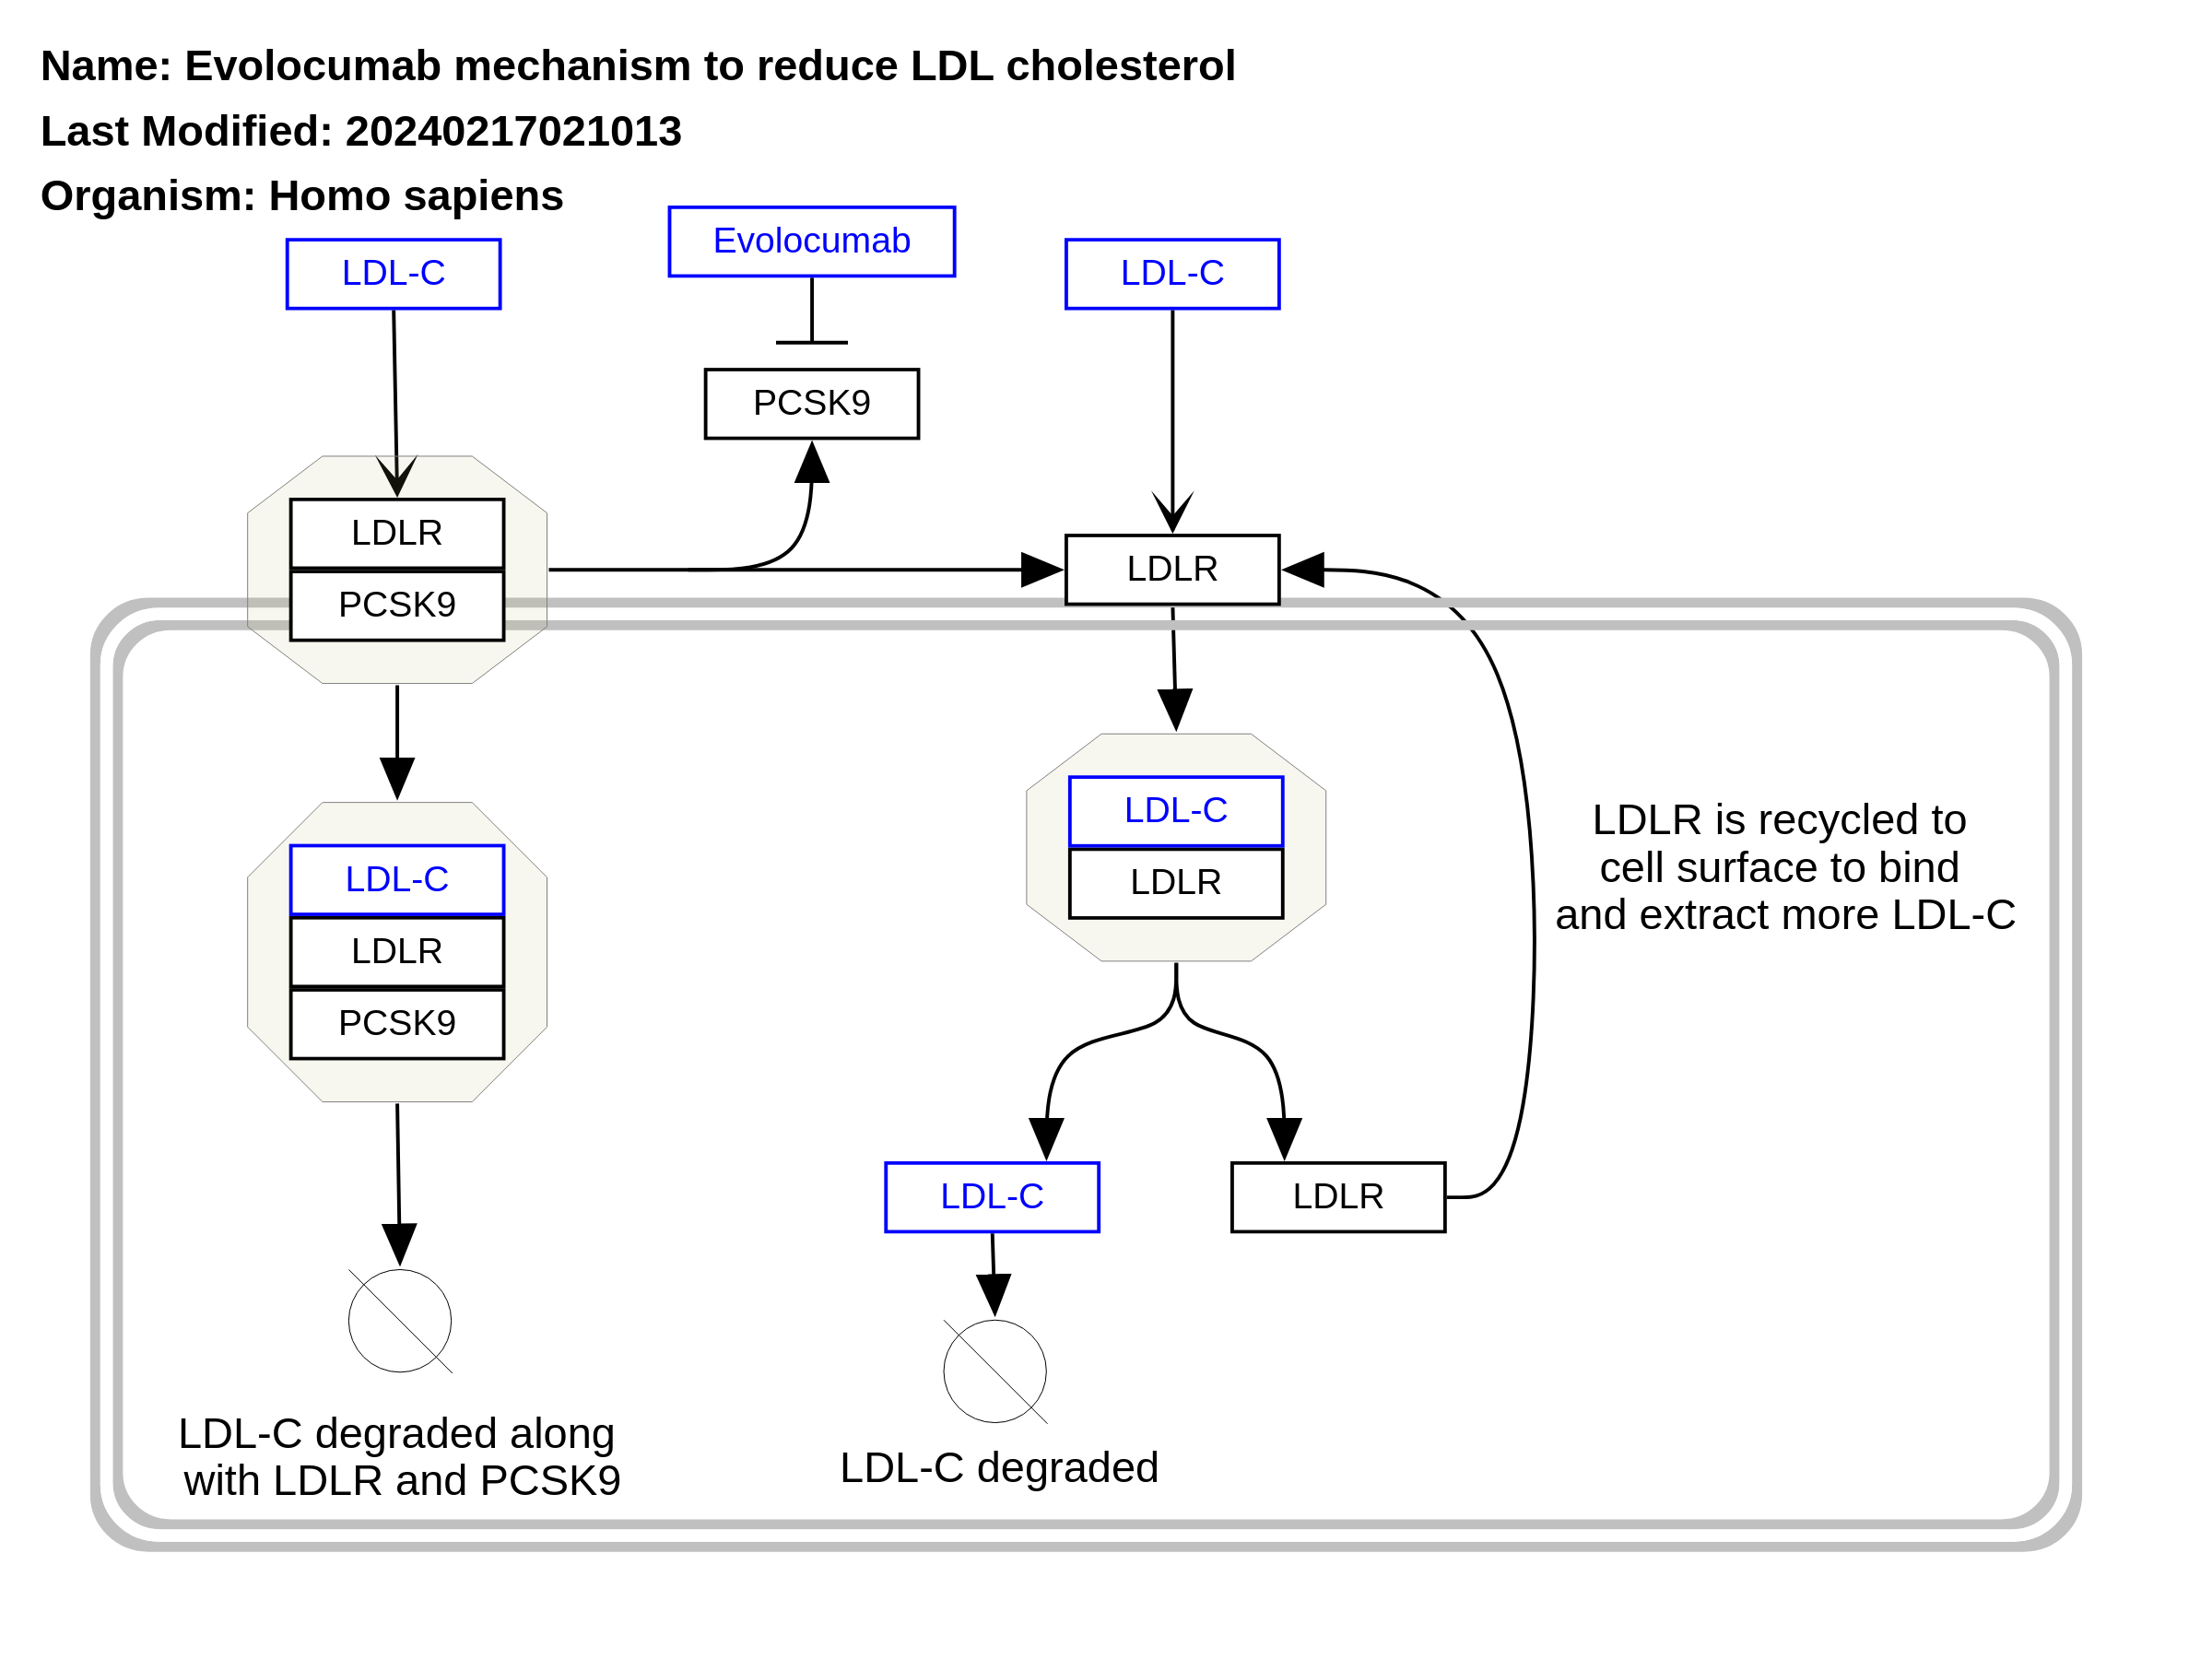 Name: Evolocumab mechanism to reduce LDL cholesterol
Last Modified: 20240217021013
Organism: Homo sapiens
Evolocumab
LDL-C
LDL-C
PCSK9
LDLR
PCSK9
LDLR
LDL-C
LDLR
LDL-C
LDLR
PCSK9
LDLR is recycled to
cell surface to bind
and extract more LDL-C
LDL-C
LDLR
LDL-C degraded along
with LDLR and PCSK9
LDL-C degraded